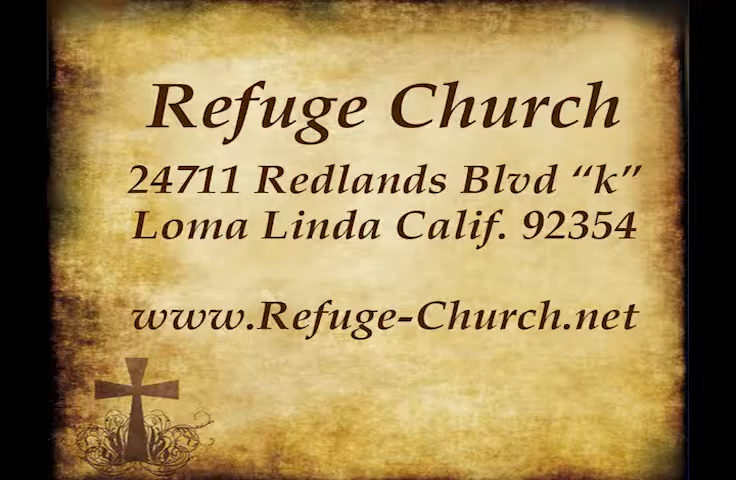 Refuge Church
24711 Redlands Blvd “k”
Loma Linda Calif. 92354
www.Refuge-Church.net